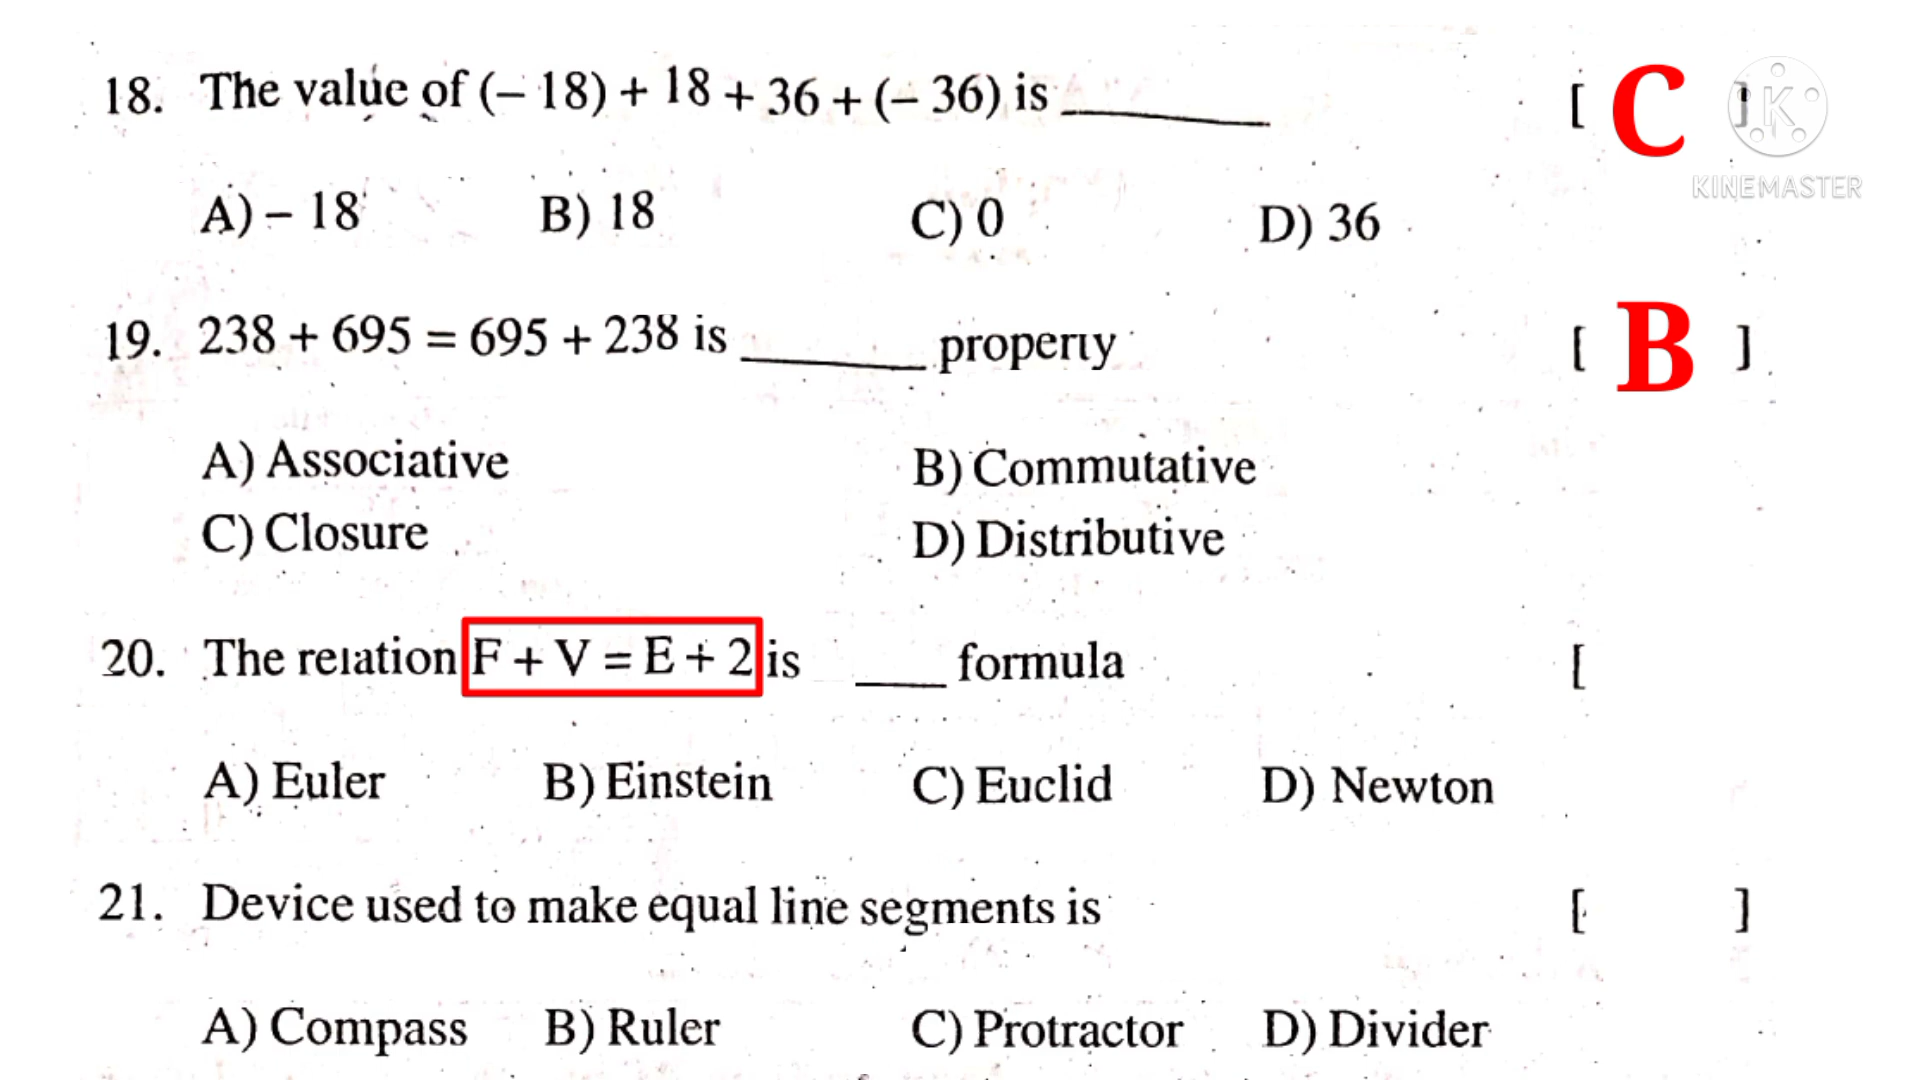 18. The value of (– 18) + 18 + 36 + (– 36) is ________ [ C ]
KINEMASTER
A) – 18 B) 18 C) 0 D) 36
19. 238 + 695 = 695 + 238 is _______ property [ B ]
A) Associative B) Commutative
C) Closure D) Distributive
20. The relation F + V = E + 2 is ____ formula [
A) Euler B) Einstein C) Euclid D) Newton
21. Device used to make equal line segments is [ ]
A) Compass B) Ruler C) Protractor D) Divider